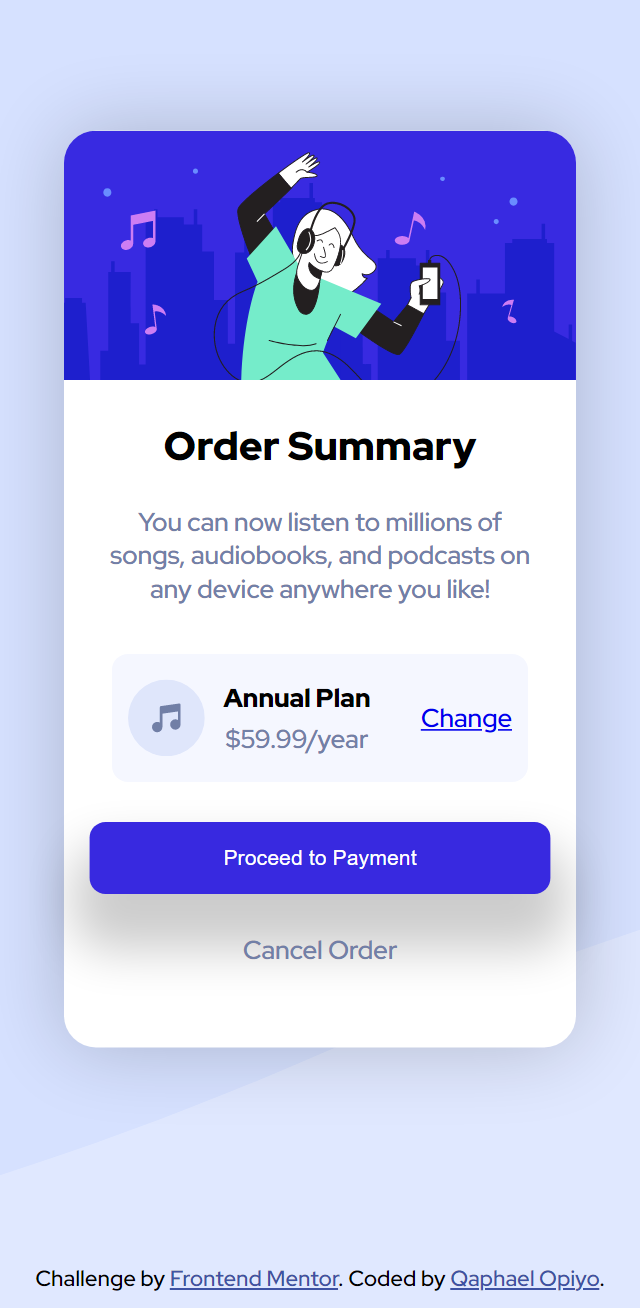 Order Summary
You can now listen to millions of
songs, audiobooks, and podcasts on
any device anywhere you like!
Annual Plan
$59.99/year
Change
Proceed to Payment
Cancel Order
Challenge by Frontend Mentor. Coded by Qaphael Opiyo.